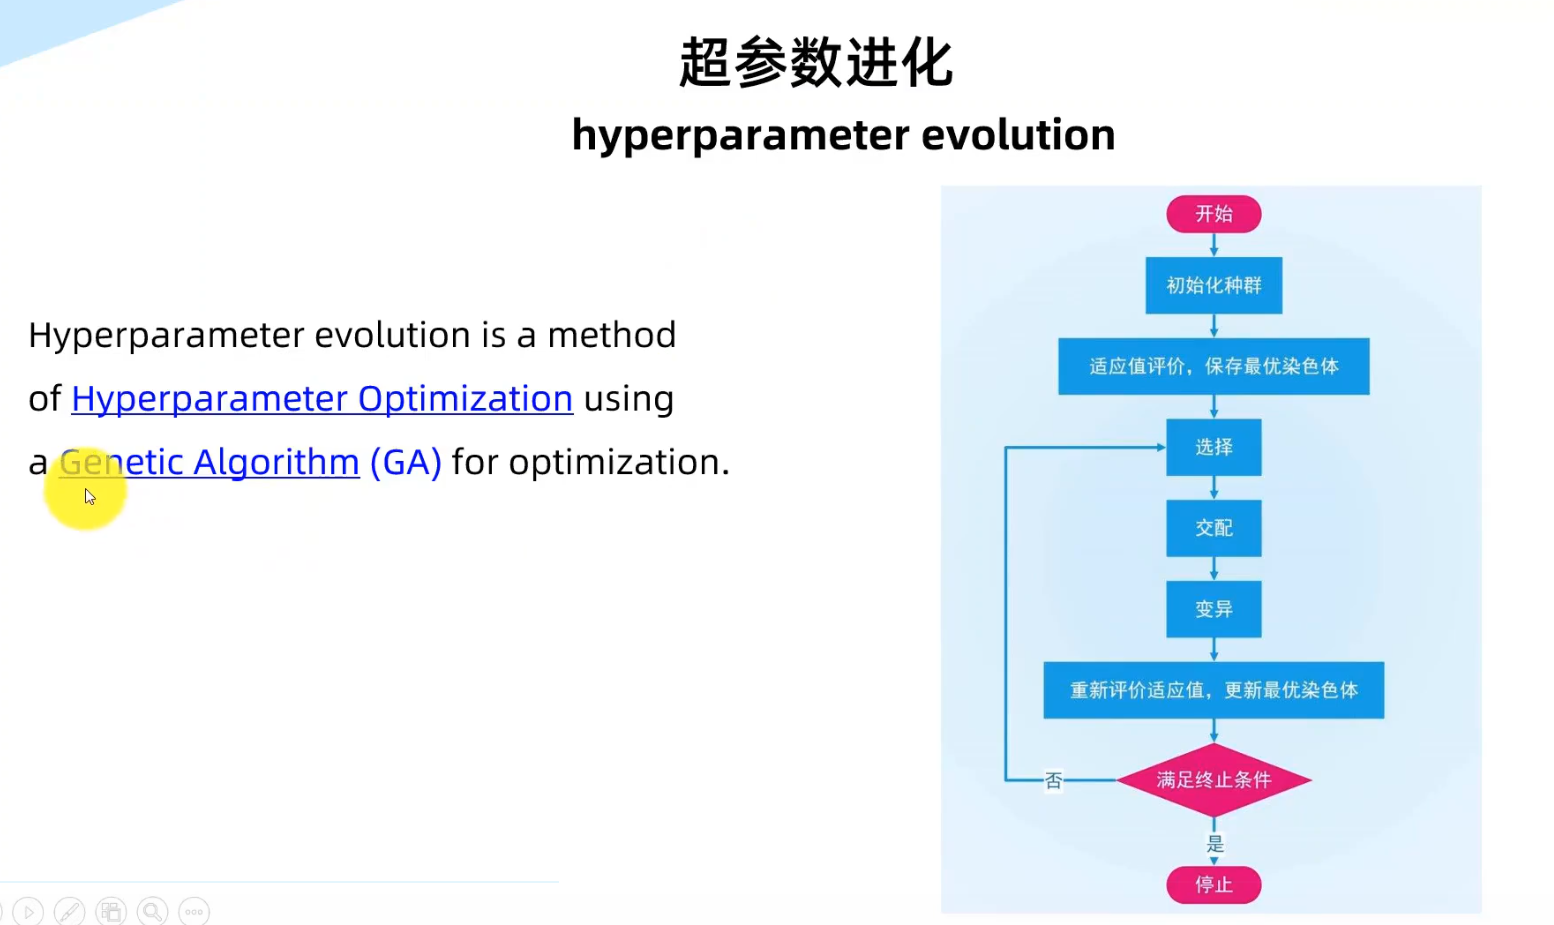 超参数进化
hyperparameter evolution
Hyperparameter evolution is a method
of Hyperparameter Optimization using
a Genetic Algorithm (GA) for optimization.
开始
初始化种群
适应值评价，保存最优染色体
选择
交配
变异
重新评价适应值，更新最优染色体
满足终止条件
否
是
停止